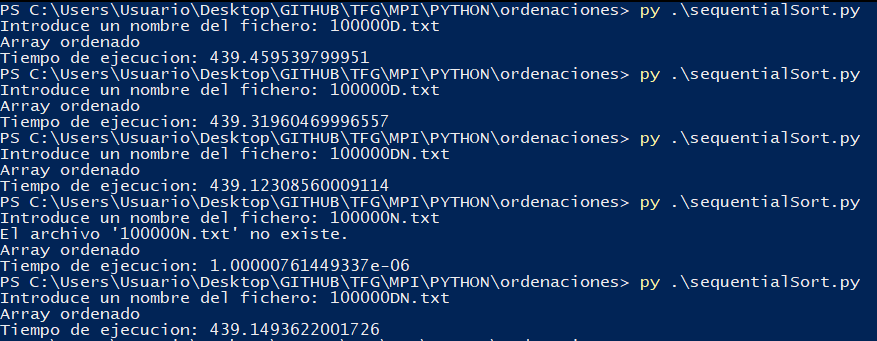 PS C:\Users\Usuario\Desktop\GITHUB\TFG\MPI\PYTHON\ordenaciones> py .\sequentialSort.py
Introduce un nombre del fichero: 100000D.txt
Array ordenado
Tiempo de ejecucion: 439.459539799951
PS C:\Users\Usuario\Desktop\GITHUB\TFG\MPI\PYTHON\ordenaciones> py .\sequentialSort.py
Introduce un nombre del fichero: 100000D.txt
Array ordenado
Tiempo de ejecucion: 439.31960469996557
PS C:\Users\Usuario\Desktop\GITHUB\TFG\MPI\PYTHON\ordenaciones> py .\sequentialSort.py
Introduce un nombre del fichero: 100000DN.txt
Array ordenado
Tiempo de ejecucion: 439.12308560009114
PS C:\Users\Usuario\Desktop\GITHUB\TFG\MPI\PYTHON\ordenaciones> py .\sequentialSort.py
Introduce un nombre del fichero: 100000N.txt
El archivo '100000N.txt' no existe.
Array ordenado
Tiempo de ejecucion: 1.00000761449337e-06
PS C:\Users\Usuario\Desktop\GITHUB\TFG\MPI\PYTHON\ordenaciones> py .\sequentialSort.py
Introduce un nombre del fichero: 100000DN.txt
Array ordenado
Tiempo de ejecucion: 439.1493622001726